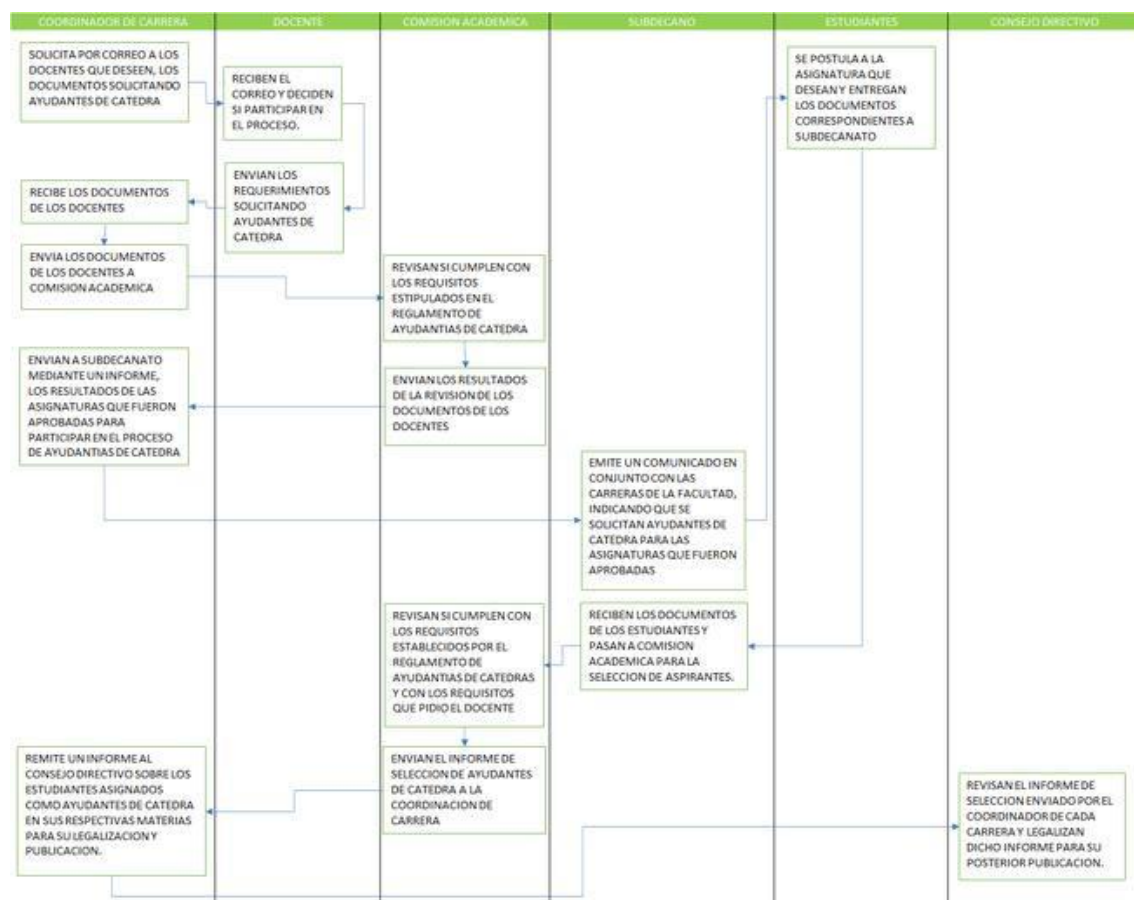 COORDINADOR DE CARRERA
DOCENTE
COMISION ACADEMICA
SUBDECANO
ESTUDIANTES
CONSEJO DIRECTIVO
SOLICITA POR CORREO A LOS
DOCENTES QUE DESEEN, LOS
DOCUMENTOS SOLICITANDO
AYUDANTES DE CATEDRA
RECIBEN EL
CORREO Y DECIDEN
SI PARTICIPAR EN
EL PROCESO.
SE POSTULA A LA
ASIGNATURA QUE
DESEAN Y ENTREGAN
LOS DOCUMENTOS
CORRESPONDIENTES A
SUBDECANATO
ENVIAN LOS
REQUERIMIENTOS
SOLICITANDO
AYUDANTES DE
CATEDRA
RECIBE LOS DOCUMENTOS
DE LOS DOCENTES
ENVIA LOS DOCUMENTOS
DE LOS DOCENTES A
COMISION ACADEMICA
REVISAN SI CUMPLEN CON
LOS REQUISITOS
ESTIPULADOS EN EL
REGLAMENTO DE
AYUDANTIAS DE CATEDRA
ENVIAN A SUBDECANATO
MEDIANTE UN INFORME,
LOS RESULTADOS DE LAS
ASIGNATURAS QUE FUERON
APROBADAS PARA
PARTICIPAR EN EL PROCESO
DE AYUDANTIAS DE CATEDRA
ENVIAN LOS RESULTADOS
DE LA REVISION DE LOS
DOCUMENTOS DE LOS
DOCENTES
EMITE UN COMUNICADO EN
CONJUNTO CON LAS
CARRERAS DE LA FACULTAD,
INDICANDO QUE SE
SOLICITAN AYUDANTES DE
CATEDRA PARA LAS
ASIGNATURAS QUE FUERON
APROBADAS
RECIBEN LOS DOCUMENTOS
DE LOS ESTUDIANTES Y
PASAN A COMISION
ACADEMICA PARA LA
SELECCION DE ASPIRANTES.
REVISAN SI CUMPLEN CON
LOS REQUISITOS
ESTABLECIDOS POR EL
REGLAMENTO DE
AYUDANTIAS DE CATEDRAS
Y CON LOS REQUISITOS
QUE PIDIO EL DOCENTE
ENVIAN EL INFORME DE
SELECCION DE AYUDANTES
DE CATEDRA A LA
COORDINACION DE
CARRERA
REMITE UN INFORME AL
CONSEJO DIRECTIVO SOBRE LOS
ESTUDIANTES ASIGNADOS
COMO AYUDANTES DE CATEDRA
EN SUS RESPECTIVAS MATERIAS
PARA SU LEGALIZACION Y
PUBLICACION.
REVISAN EL INFORME DE
SELECCION ENVIADO POR EL
COORDINADOR DE CADA
CARRERA Y LEGALIZAN
DICHO INFORME PARA SU
POSTERIOR PUBLICACION.